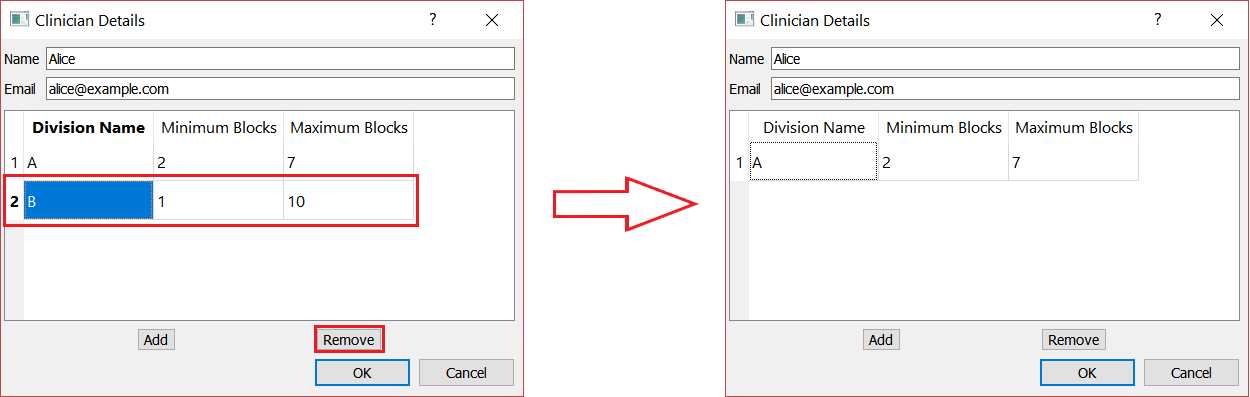 Clinician Details ?
Name Alice
Email alice@example.com
Division Name Minimum Blocks Maximum Blocks
1 A 2 7
2 B 1 10
Add Remove
OK Cancel
Clinician Details ?
Name Alice
Email alice@example.com
Division Name Minimum Blocks Maximum Blocks
1 A 2 7
Add Remove
OK Cancel